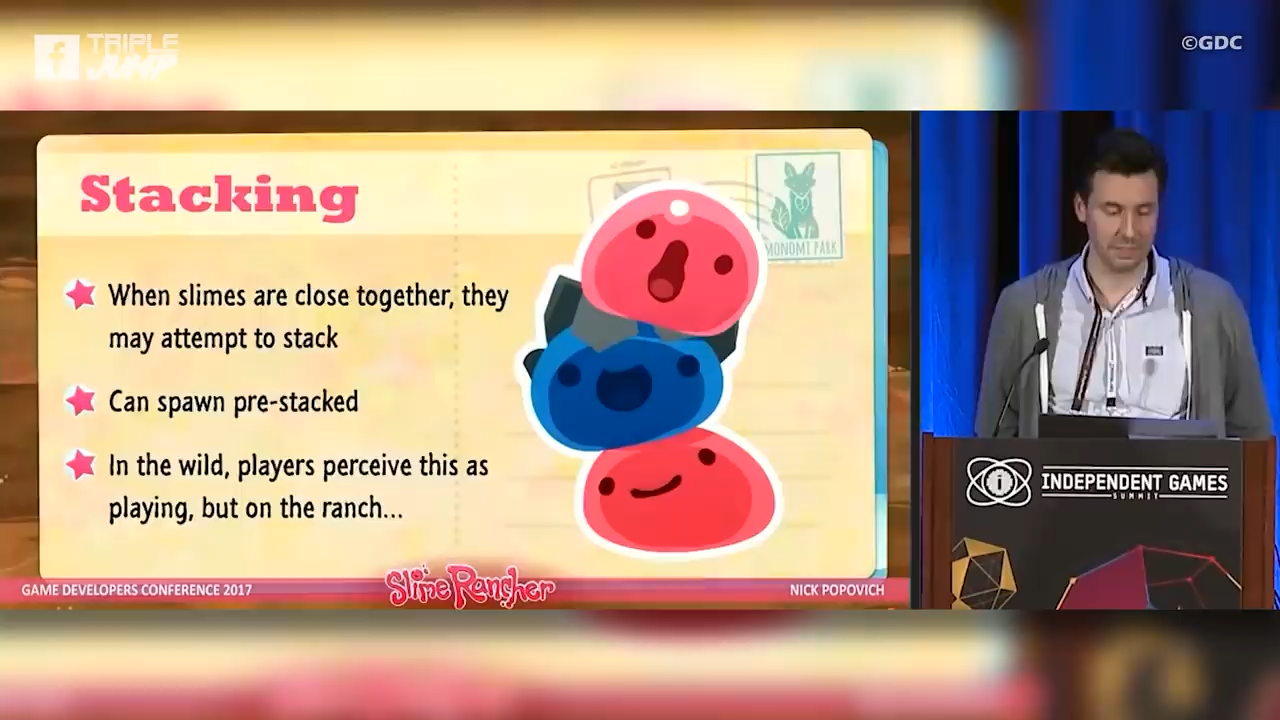 f TRIPLE
JUMP
©GDC
Stacking
MONOMI PARK
When slimes are close together, they
may attempt to stack
Can spawn pre-stacked
In the wild, players perceive this as
playing, but on the ranch...
GAME DEVELOPERS CONFERENCE 2017
Slime Rancher
NICK POPOVICH
i
INDEPENDENT GAMES
SUMMIT